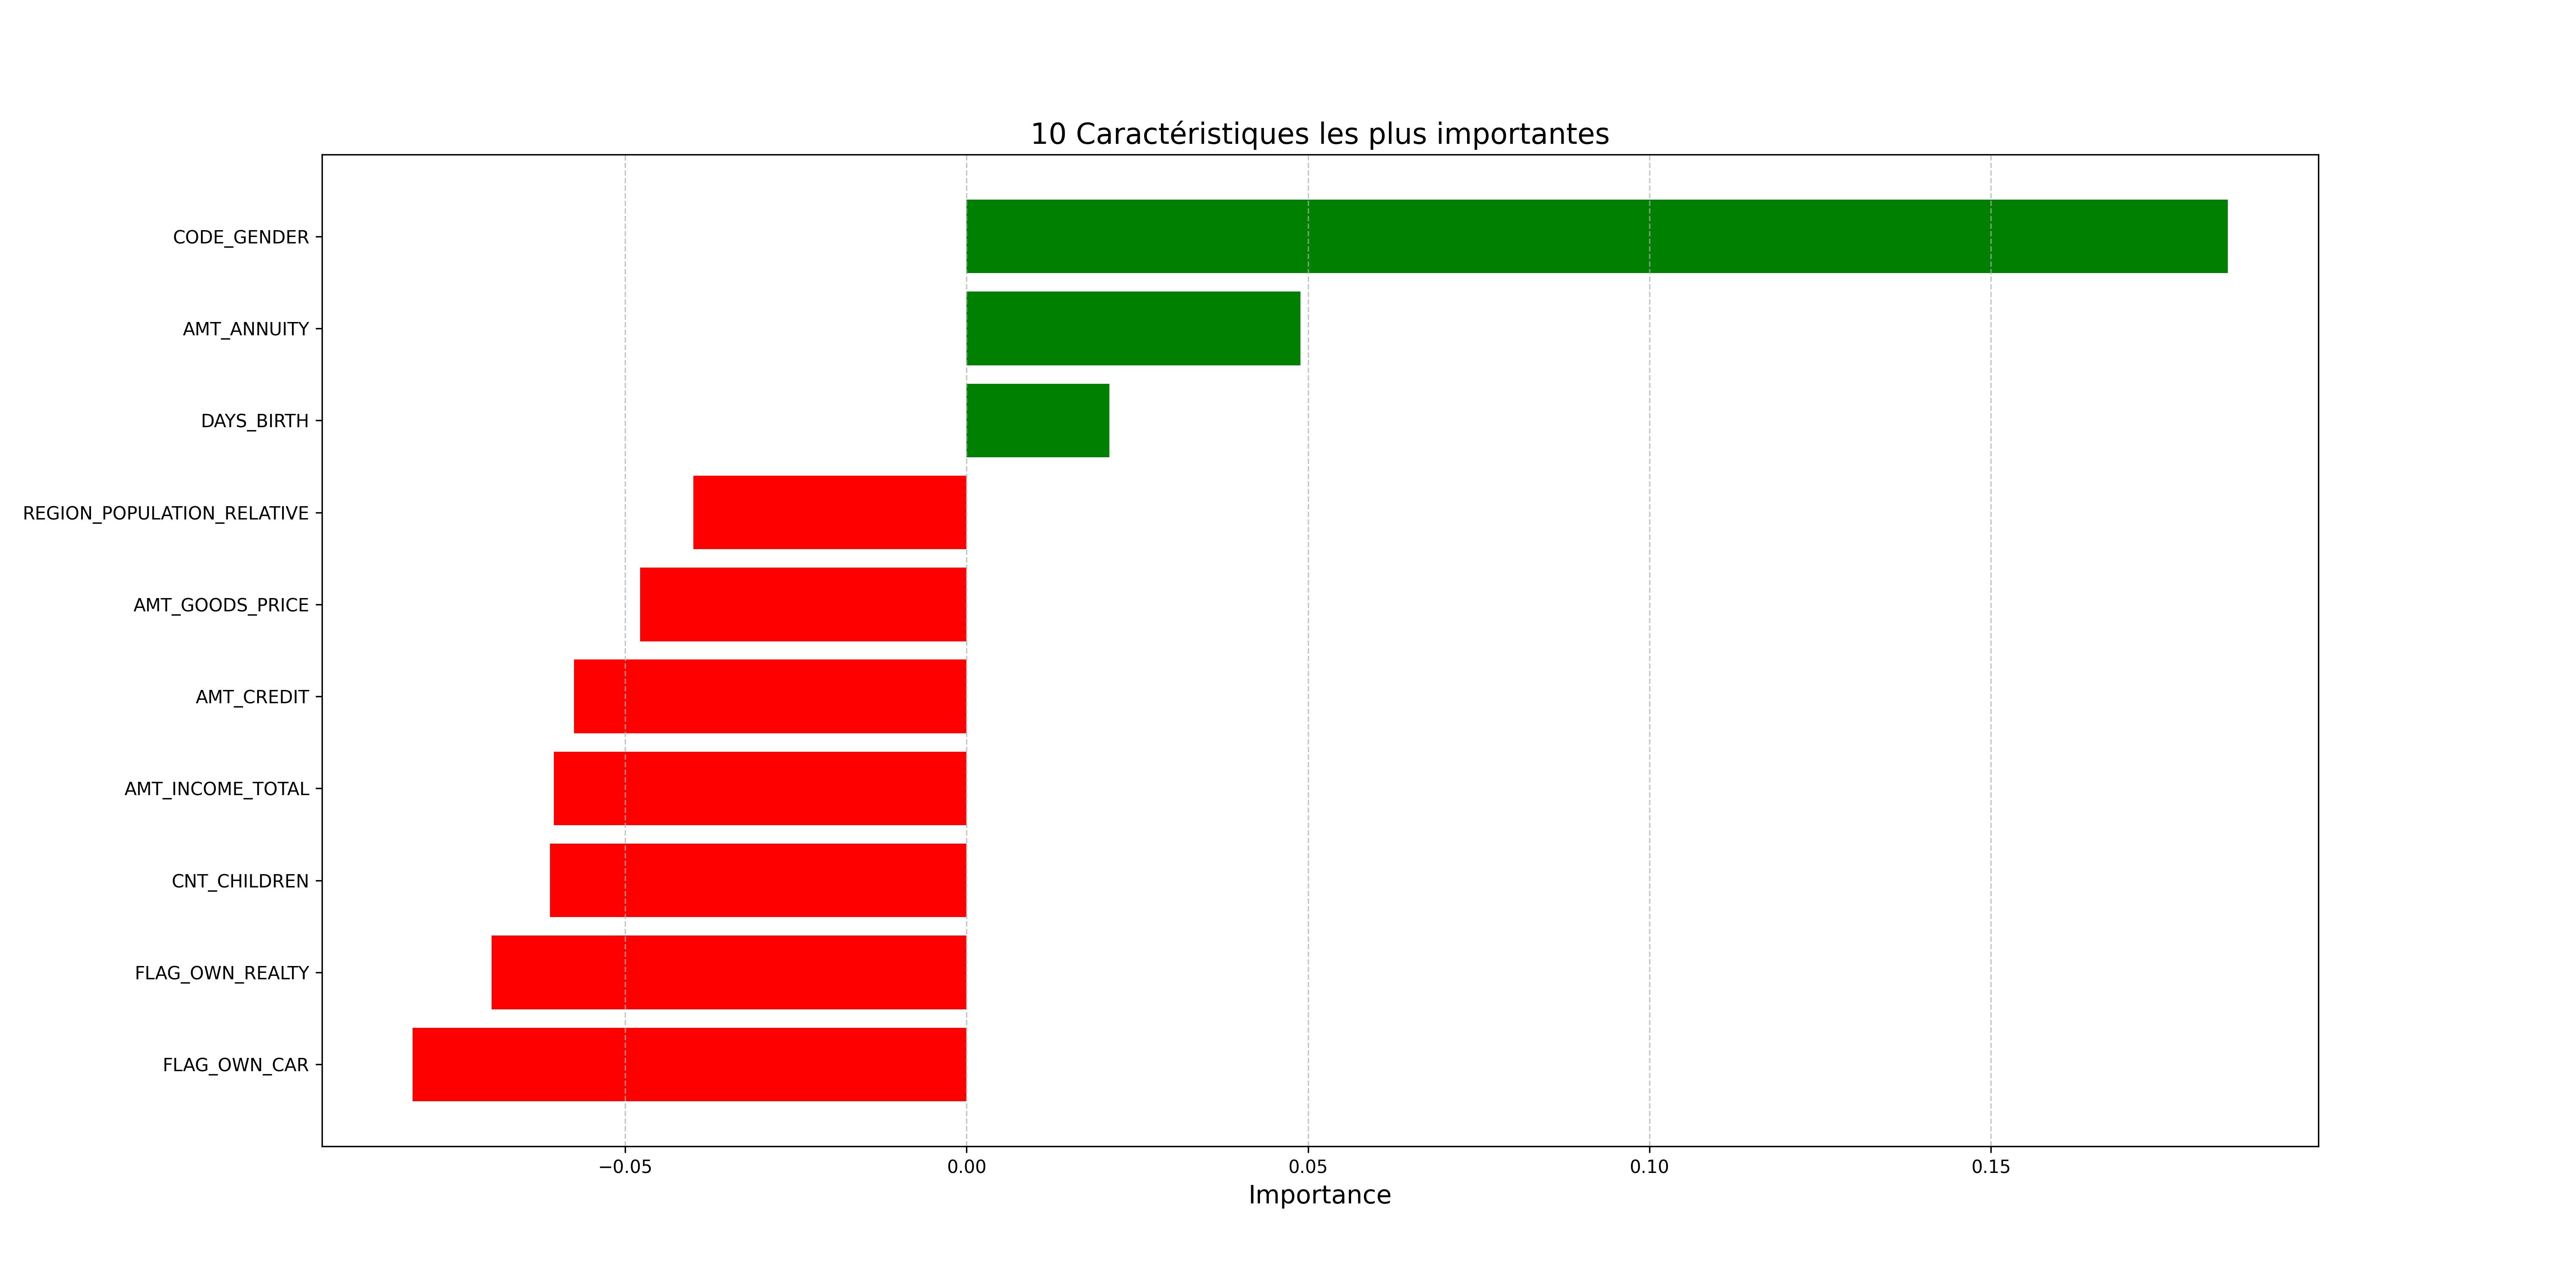 10 Caractéristiques les plus importantes
CODE_GENDER
AMT_ANNUITY
DAYS_BIRTH
REGION_POPULATION_RELATIVE
AMT_GOODS_PRICE
AMT_CREDIT
AMT_INCOME_TOTAL
CNT_CHILDREN
FLAG_OWN_REALTY
FLAG_OWN_CAR
−0.05 0.00 0.05 0.10 0.15
Importance